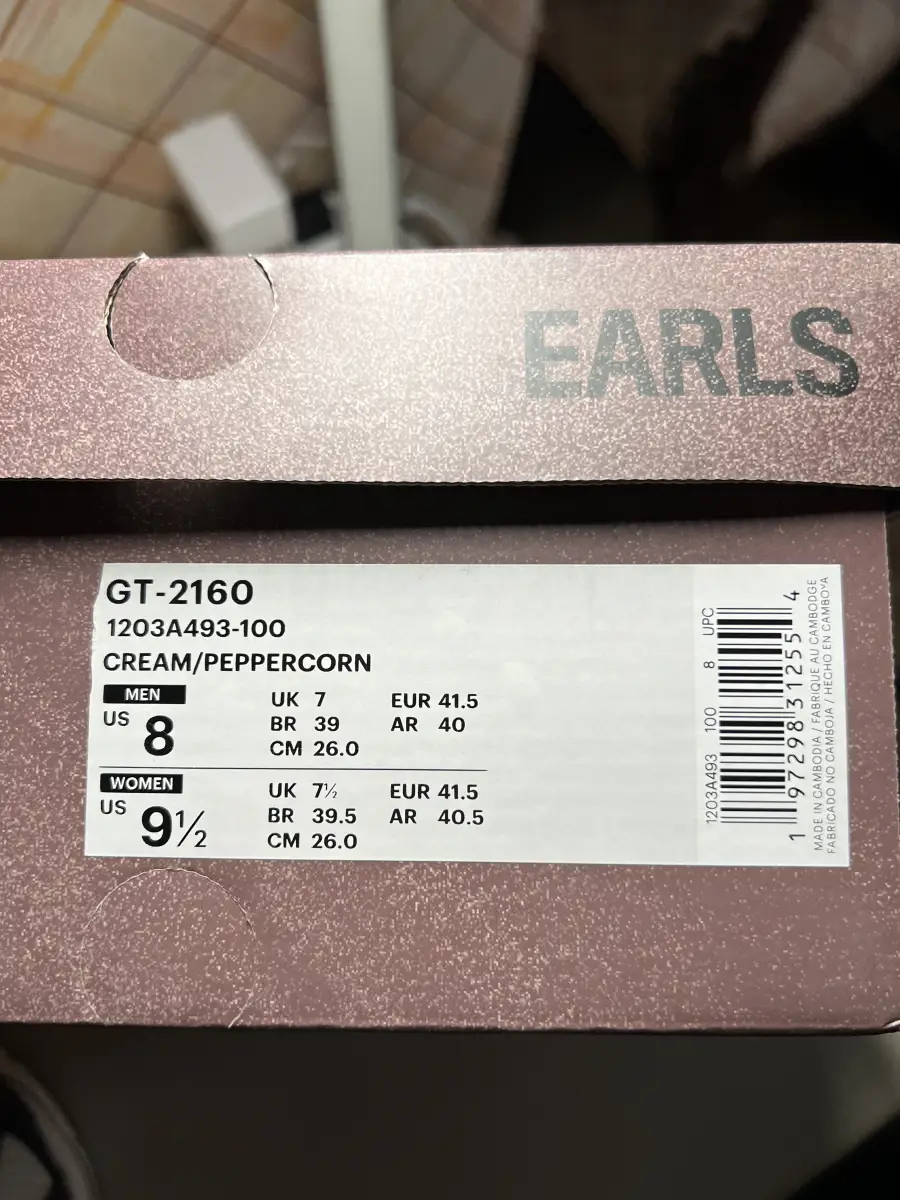 EARLS
GT-2160
1203A493-100
CREAM/PEPPERCORN
MEN
US 8
UK 7 EUR 41.5
BR 39 AR 40
CM 26.0
WOMEN
US 9½
UK 7½ EUR 41.5
BR 39.5 AR 40.5
CM 26.0
1203A493 100 8 UPC
1 97298 31255 4
MADE IN CAMBODIA / FABRIQUE AU CAMBODGE
FABRICADO NO CAMBOJA / HECHO EN CAMBOYA